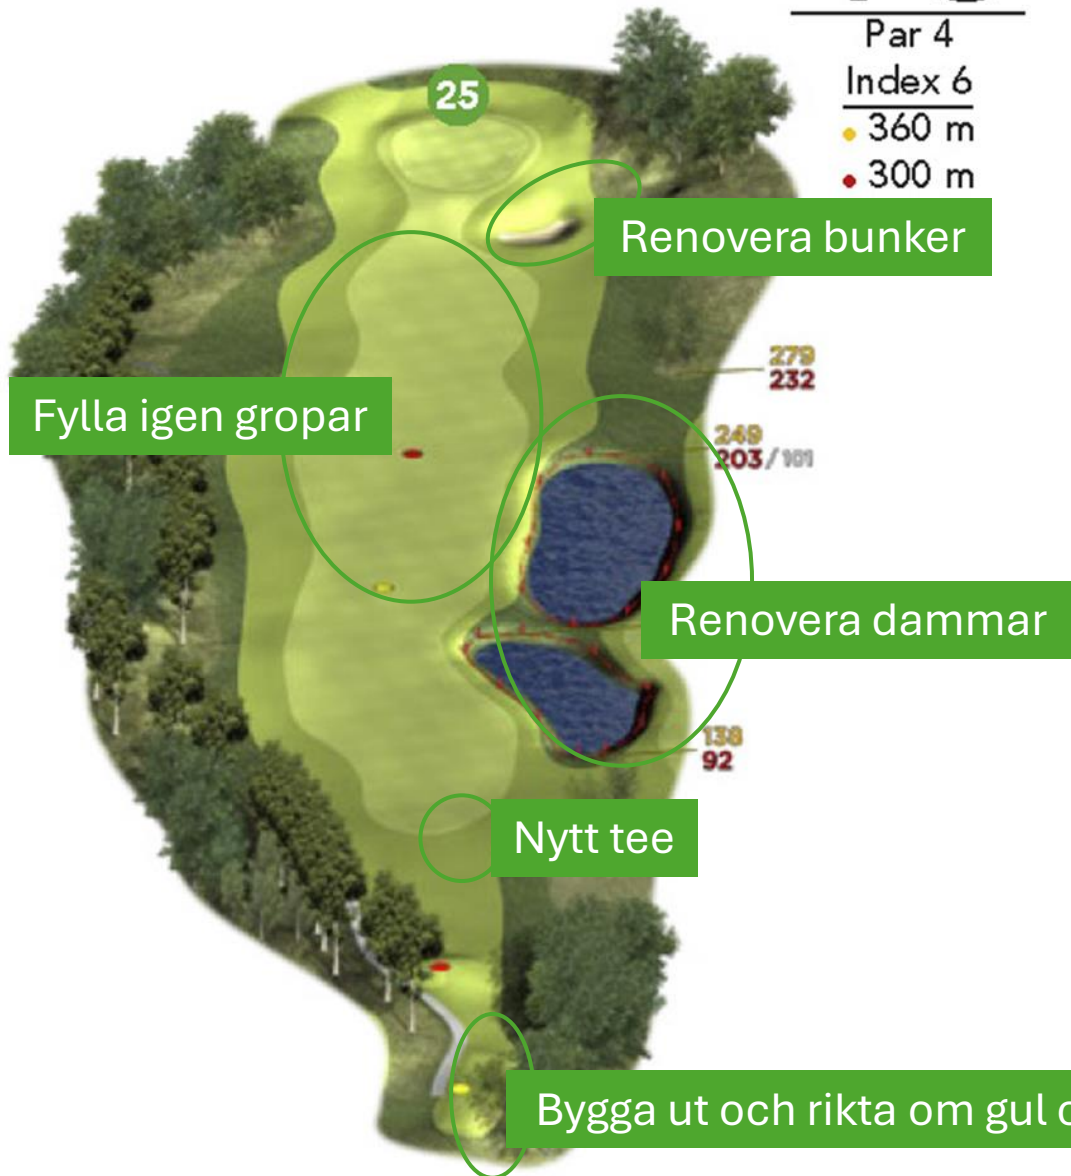 Par 4
Index 6
360 m
300 m
25
Renovera bunker
279
232
Fylla igen gropar
249
203 / 101
Renovera dammar
138
92
Nytt tee
Bygga ut och rikta om gul